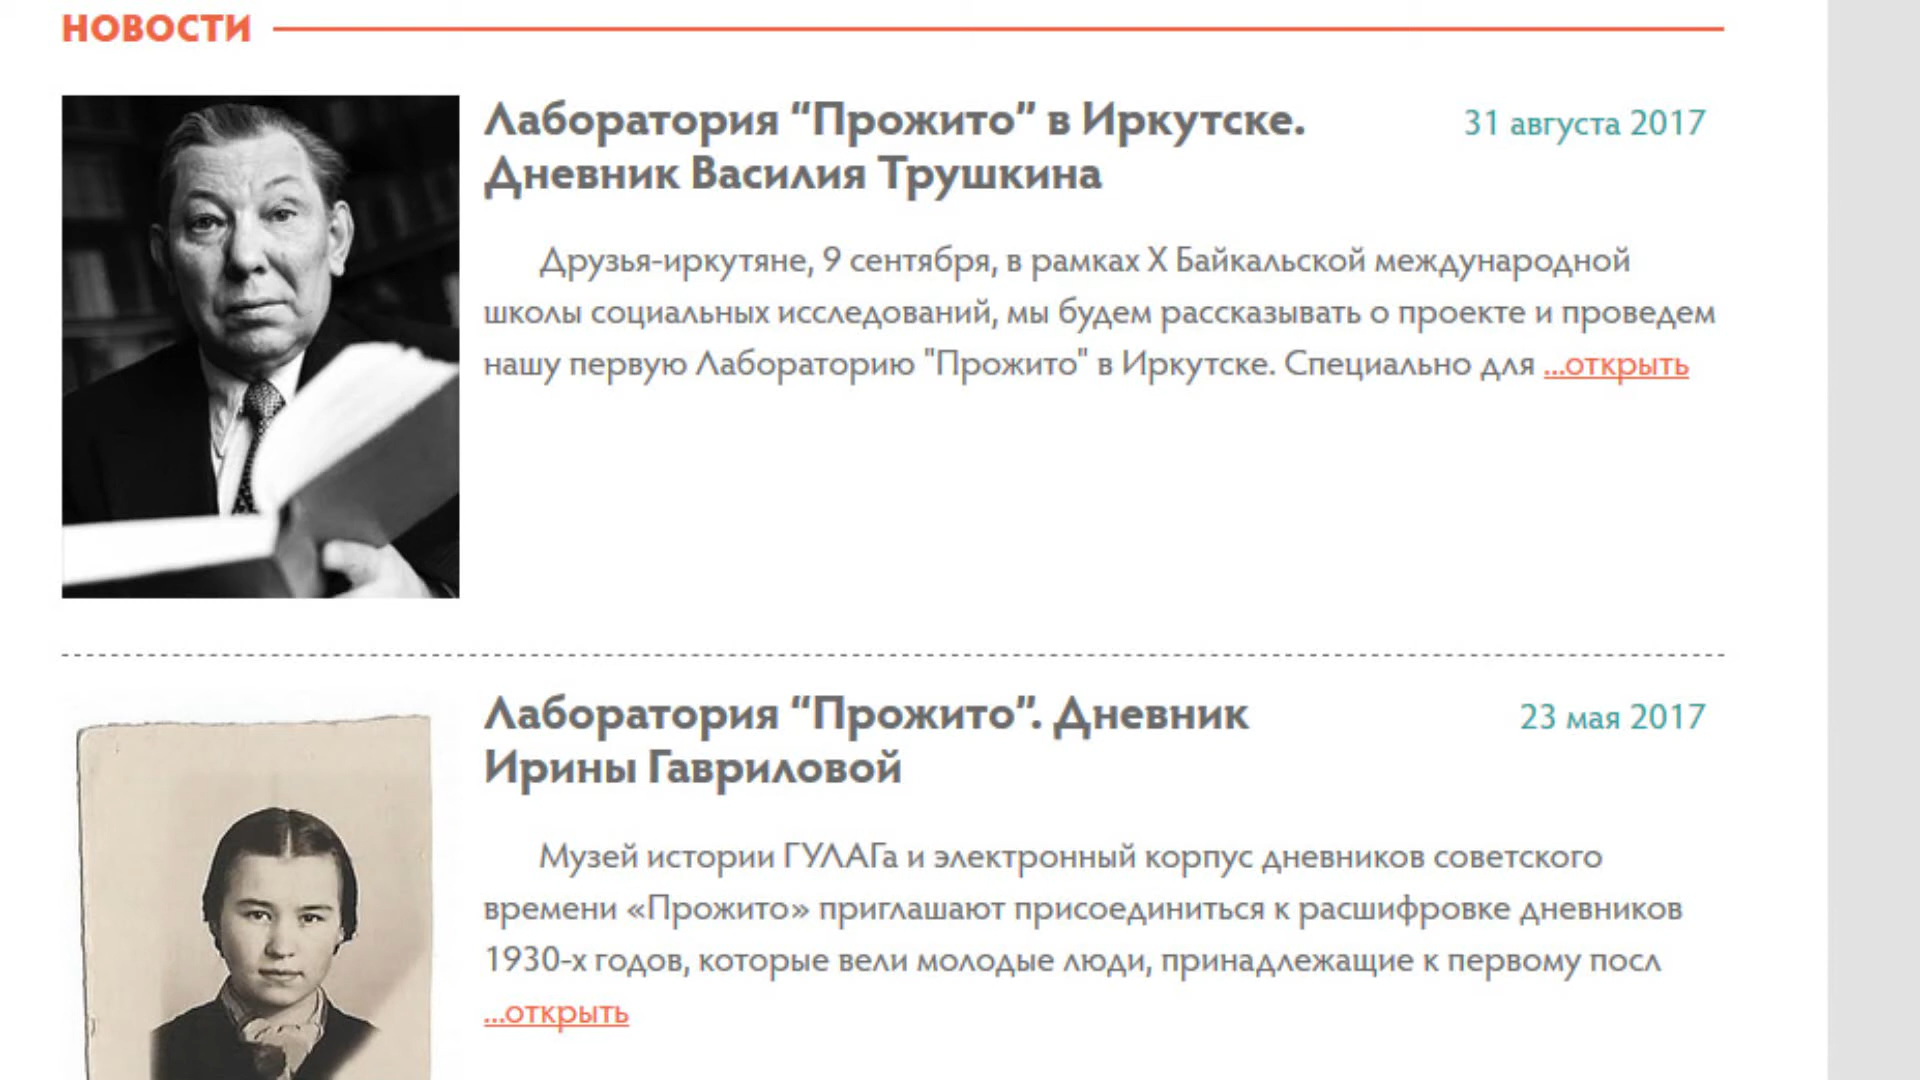 НОВОСТИ
Лаборатория “Прожито” в Иркутске.
Дневник Василия Трушкина
31 августа 2017
Друзья-иркутяне, 9 сентября, в рамках X Байкальской международной
школы социальных исследований, мы будем рассказывать о проекте и проведем
нашу первую Лабораторию "Прожито" в Иркутске. Специально для ...открыть
Лаборатория “Прожито”. Дневник
Ирины Гавриловой
23 мая 2017
Музей истории ГУЛАГа и электронный корпус дневников советского
времени «Прожито» приглашают присоединиться к расшифровке дневников
1930-х годов, которые вели молодые люди, принадлежащие к первому посл
...открыть